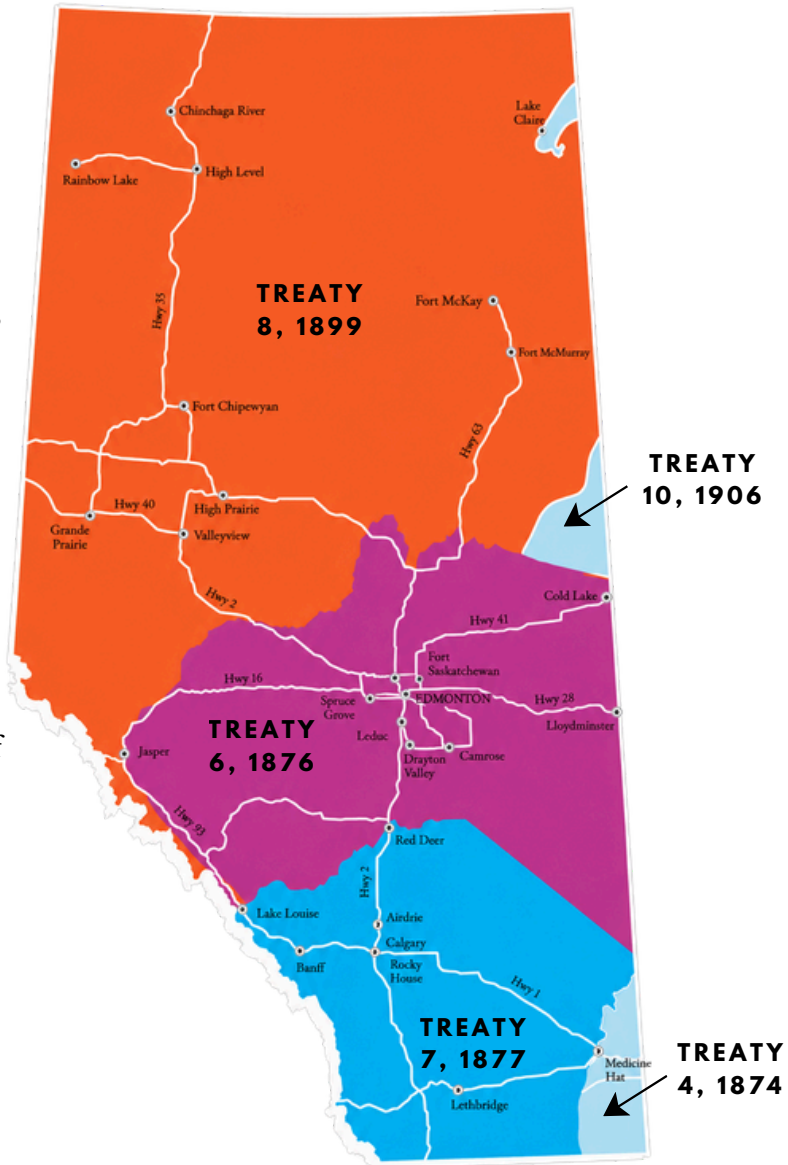 Chinchaga River
Lake
Claire
Rainbow Lake
High Level
TREATY
8, 1899
Hwy 35
Fort McKay
Fort McMurray
Fort Chipewyan
Hwy 63
TREATY
10, 1906
Hwy 40
High Prairie
Grande
Prairie
Valleyview
Hwy 2
Cold Lake
Hwy 41
Fort
Saskatchewan
Hwy 16
EDMONTON
Hwy 28
Spruce
Grove
Lloydminster
TREATY
6, 1876
Leduc
Jasper
Drayton
Valley
Camrose
Hwy 93
Red Deer
Hwy 2
Lake Louise
Airdrie
Calgary
Banff
Rocky
House
Hwy 1
TREATY
7, 1877
Medicine
Hat
TREATY
4, 1874
Lethbridge